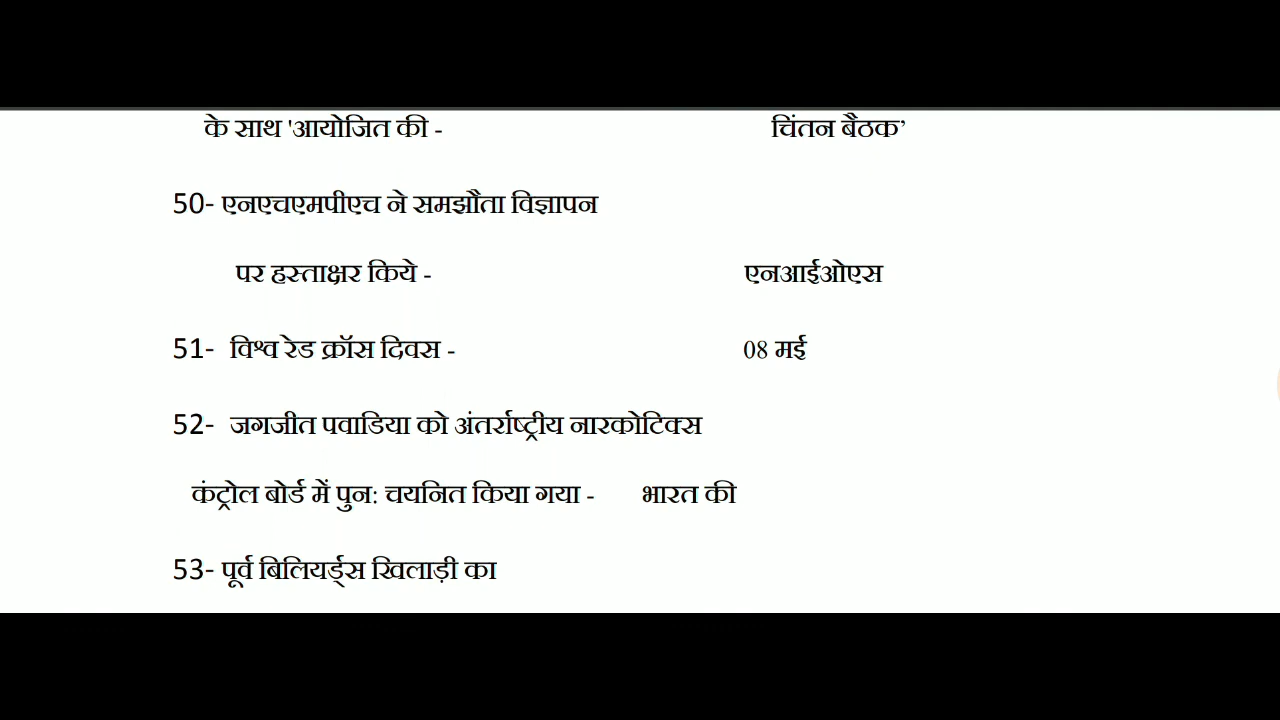 के साथ 'आयोजित की - चिंतन बैठक’
50- एनएचएमपीएच ने समझौता विज्ञापन
पर हस्ताक्षर किये - एनआईओएस
51- विश्व रेड क्रॉस दिवस - 08 मई
52- जगजीत पवाडिया को अंतर्राष्ट्रीय नारकोटिक्स
कंट्रोल बोर्ड में पुन: चयनित किया गया - भारत की
53- पूर्व बिलियर्ड्स खिलाड़ी का